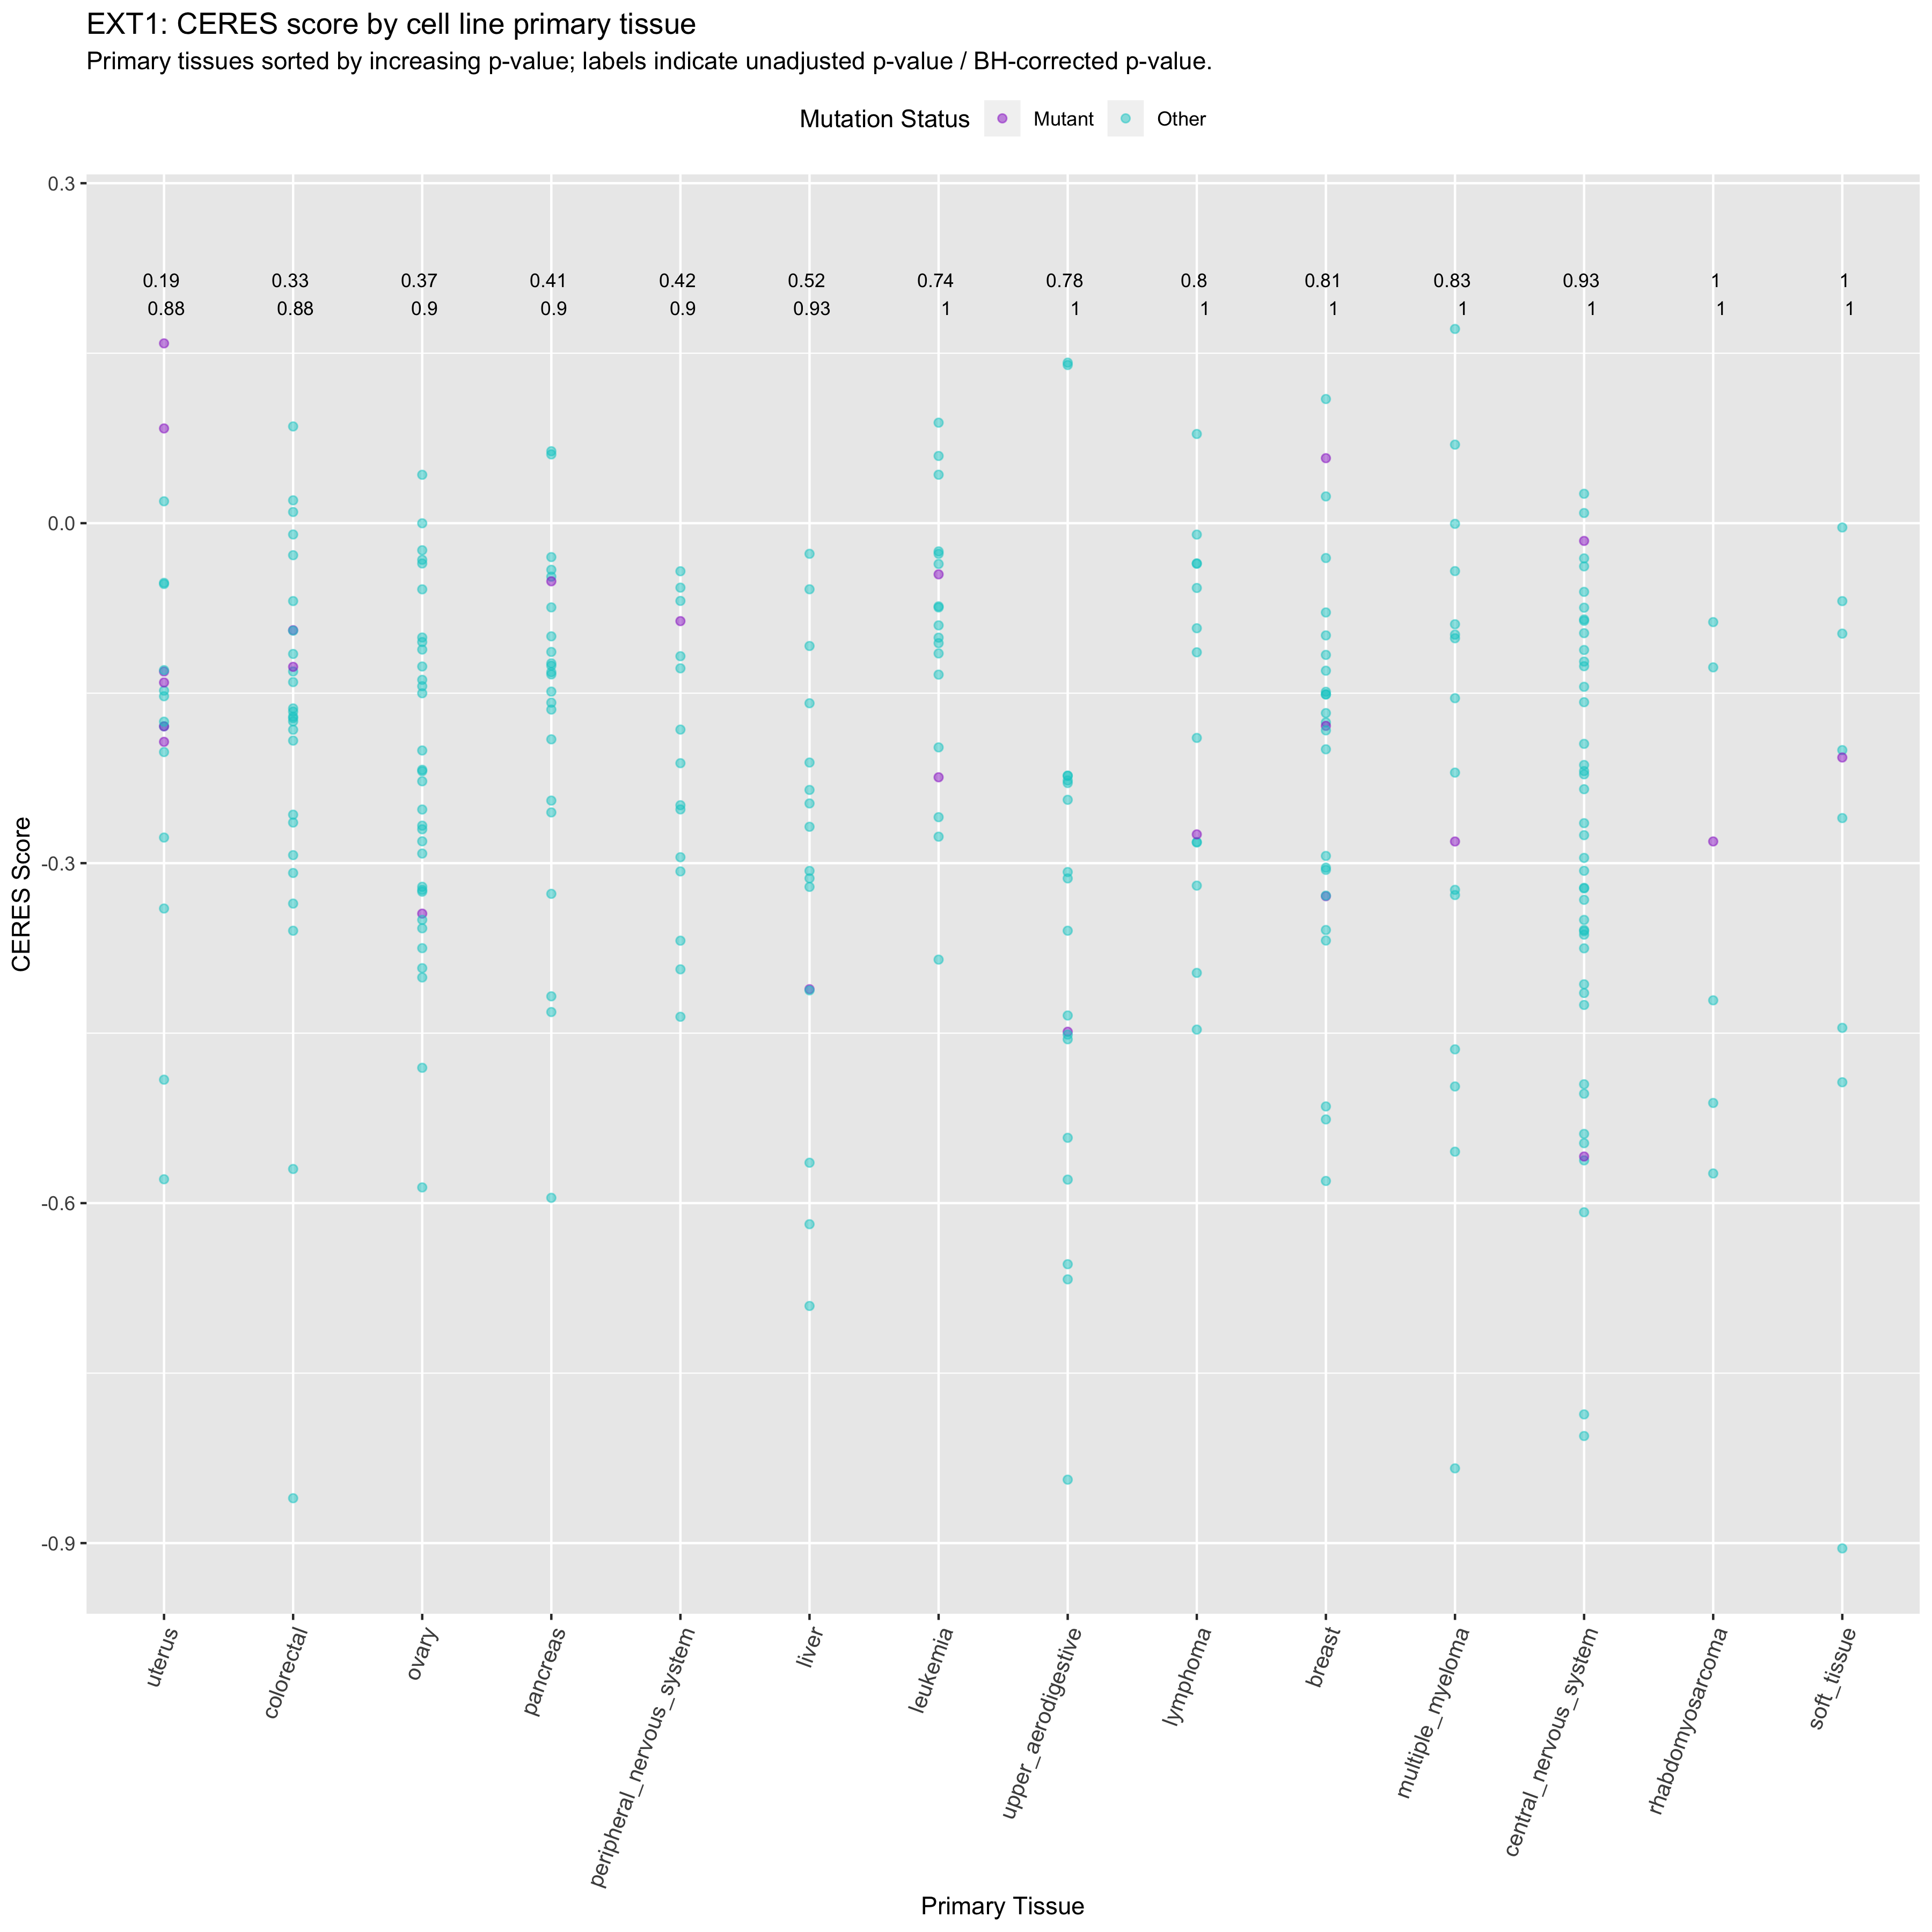 EXT1: CERES score by cell line primary tissue
Primary tissues sorted by increasing p-value; labels indicate unadjusted p-value / BH-corrected p-value.
Mutation Status Mutant Other
0.3
0.19 0.33 0.37 0.41 0.42 0.52 0.74 0.78 0.8 0.81 0.83 0.93 1 1
0.88 0.88 0.9 0.9 0.9 0.93 1 1 1 1 1 1 1 1
0.0
-0.3
-0.6
-0.9
CERES Score
uterus
colorectal
ovary
pancreas
peripheral_nervous_system
liver
leukemia
upper_aerodigestive
lymphoma
breast
multiple_myeloma
central_nervous_system
rhabdomyosarcoma
soft_tissue
Primary Tissue